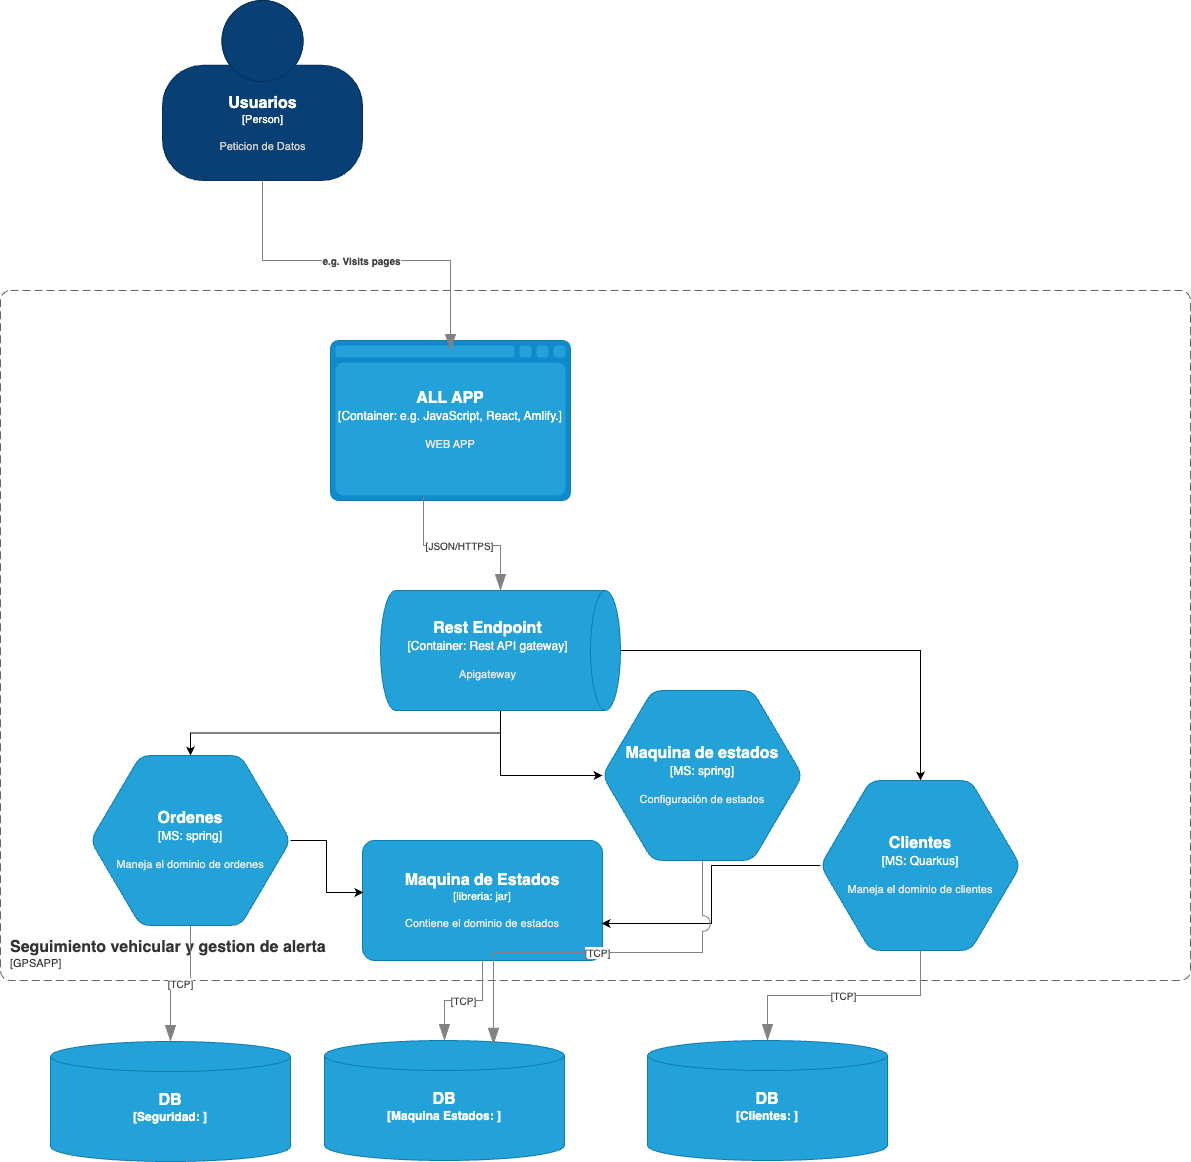 Usuarios
[Person]
Peticion de Datos
e.g. Visits pages
ALL APP
[Container: e.g. JavaScript, React, Amlify.]
WEB APP
[JSON/HTTPS]
Rest Endpoint
[Container: Rest API gateway]
Apigateway
Maquina de estados
[MS: spring]
Configuración de estados
Ordenes
[MS: spring]
Maneja el dominio de ordenes
Clientes
[MS: Quarkus]
Maneja el dominio de clientes
Maquina de Estados
[libreria: jar]
Contiene el dominio de estados
Seguimiento vehicular y gestion de alerta
[GPSAPP]
[TCP]
[TCP]
[TCP]
[TCP]
DB
[Seguridad: ]
DB
[Maquina Estados: ]
DB
[Clientes: ]